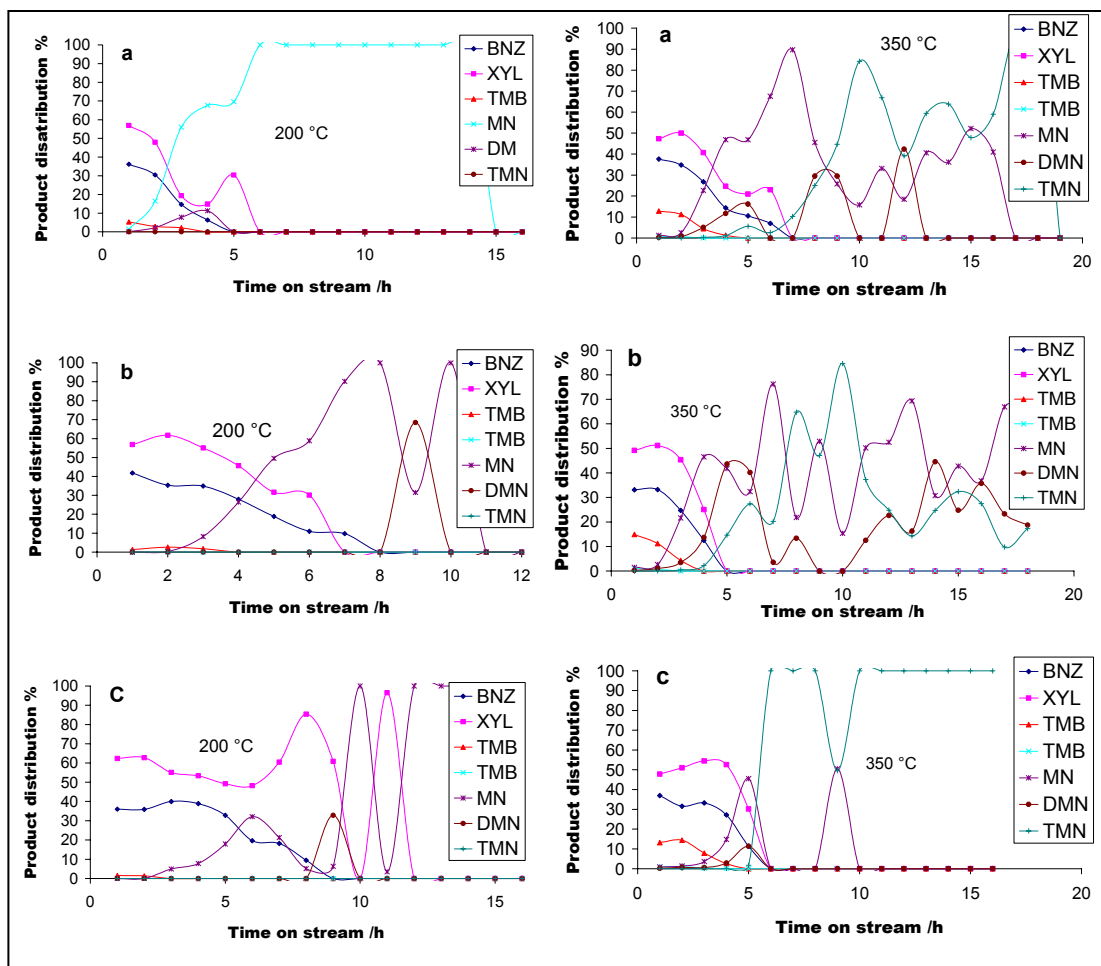 a
200 °C
Product disatribution %
100
90
80
70
60
50
40
30
20
10
0
0
5
10
15
Time on stream /h
BNZ
XYL
TMB
MN
DM
TMN
a
350 °C
Product distribution %
100
90
80
70
60
50
40
30
20
10
0
0
5
10
15
20
Time on stream /h
BNZ
XYL
TMB
TMB
MN
DMN
TMN
b
200 °C
Product distribution %
100
90
80
70
60
50
40
30
20
10
0
0
2
4
6
8
10
12
Time on stream /h
BNZ
XYL
TMB
TMB
MN
DMN
TMN
b
350 °C
Product distribution %
90
80
70
60
50
40
30
20
10
0
0
5
10
15
20
Time on stream /h
BNZ
XYL
TMB
TMB
MN
DMN
TMN
C
200 °C
Product distribution %
100
90
80
70
60
50
40
30
20
10
0
0
5
10
15
Time on stream /h
BNZ
XYL
TMB
TMB
MN
DMN
TMN
c
350 °C
Product distribution %
100
90
80
70
60
50
40
30
20
10
0
0
5
10
15
20
Time on stream /h
BNZ
XYL
TMB
TMB
MN
DMN
TMN